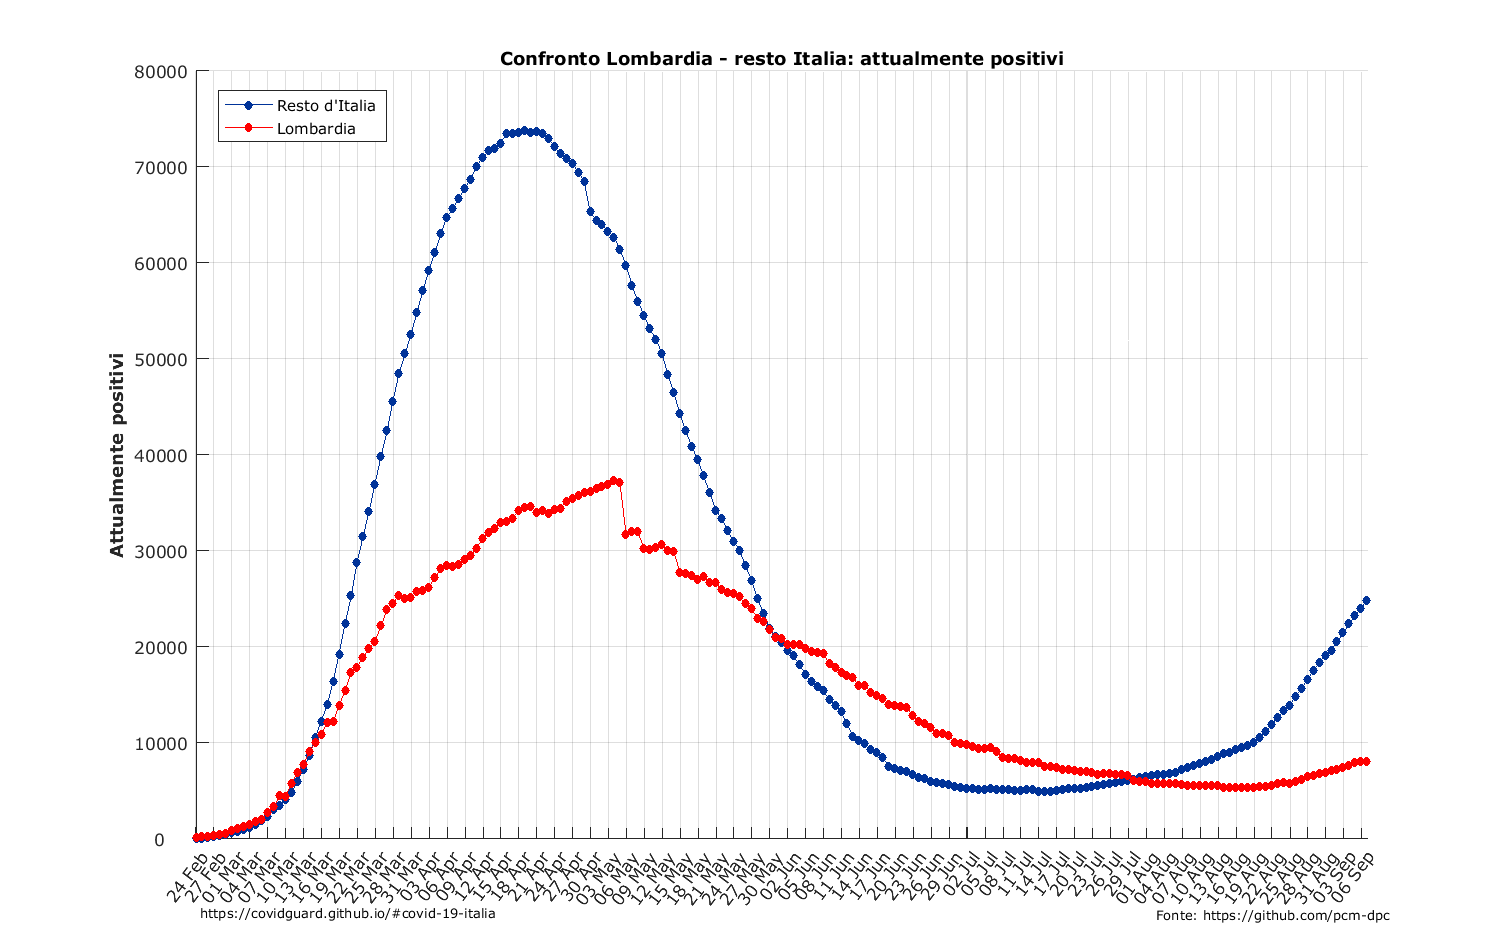 Confronto Lombardia - resto Italia: attualmente positivi
Resto d'Italia
Lombardia
Attualmente positivi
80000
70000
60000
50000
40000
30000
20000
10000
0
24 Feb
27 Feb
01 Mar
04 Mar
07 Mar
10 Mar
13 Mar
16 Mar
19 Mar
22 Mar
25 Mar
28 Mar
31 Mar
03 Apr
06 Apr
09 Apr
12 Apr
15 Apr
18 Apr
21 Apr
24 Apr
27 Apr
30 Apr
03 May
06 May
09 May
12 May
15 May
18 May
21 May
24 May
27 May
30 May
02 Jun
05 Jun
08 Jun
11 Jun
14 Jun
17 Jun
20 Jun
23 Jun
26 Jun
29 Jun
02 Jul
05 Jul
08 Jul
11 Jul
14 Jul
17 Jul
20 Jul
23 Jul
26 Jul
29 Jul
01 Aug
04 Aug
07 Aug
10 Aug
13 Aug
16 Aug
19 Aug
22 Aug
25 Aug
28 Aug
31 Aug
03 Sep
06 Sep
https://covidguard.github.io/#covid-19-italia
Fonte: https://github.com/pcm-dpc